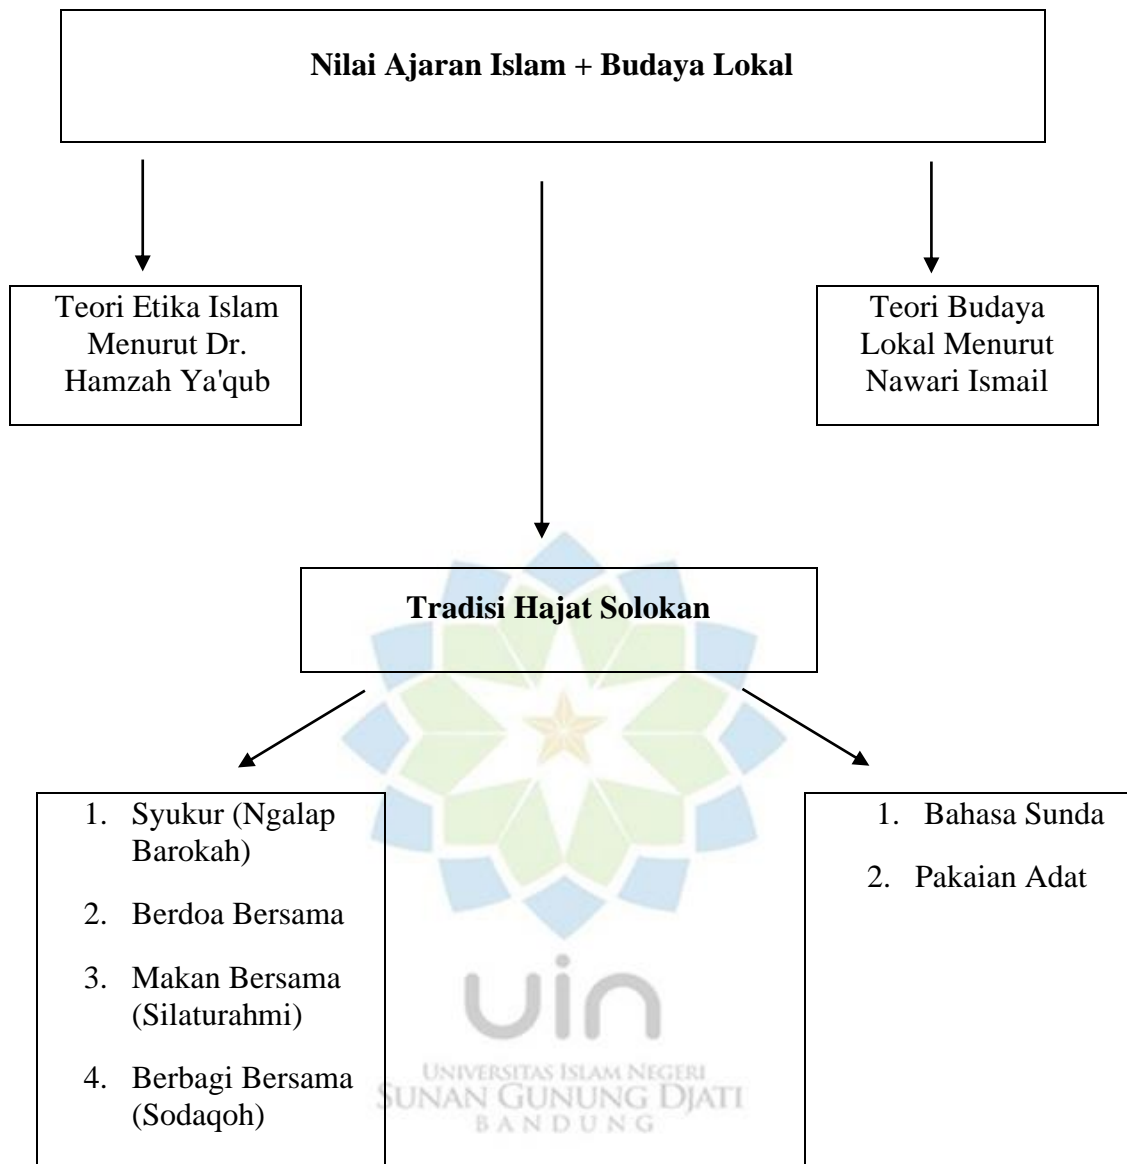 Nilai Ajaran Islam + Budaya Lokal
Teori Etika Islam
Menurut Dr.
Hamzah Ya'qub
Teori Budaya
Lokal Menurut
Nawari Ismail
Tradisi Hajat Solokan
1. Syukur (Ngalap
Barokah)
2. Berdoa Bersama
3. Makan Bersama
(Silaturahmi)
4. Berbagi Bersama
(Sodaqoh)
1. Bahasa Sunda
2. Pakaian Adat
uin
UNIVERSITAS ISLAM NEGERI
SUNAN GUNUNG DJATI
BANDUNG